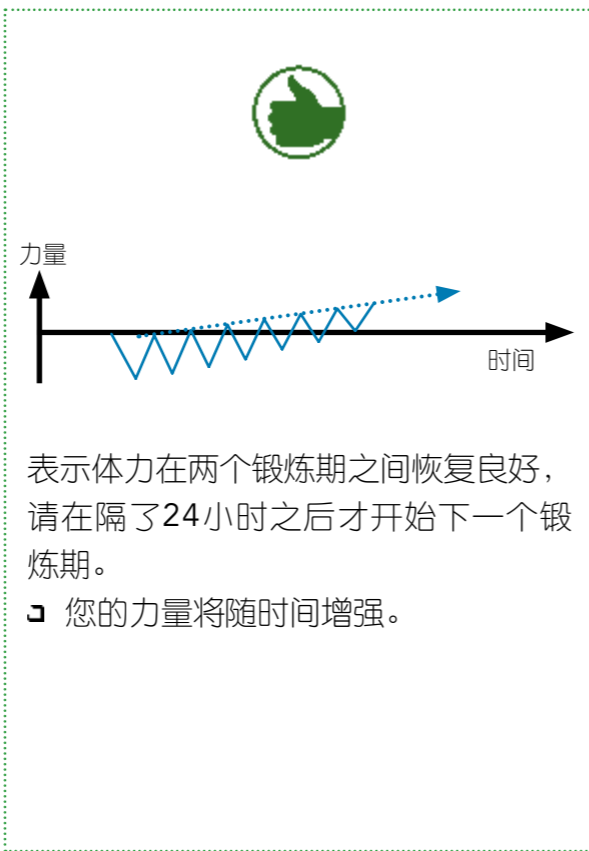 力量
时间
表示体力在两个锻炼期之间恢复良好，
请在隔了24小时之后才开始下一个锻
炼期。
您的力量将随时间增强。